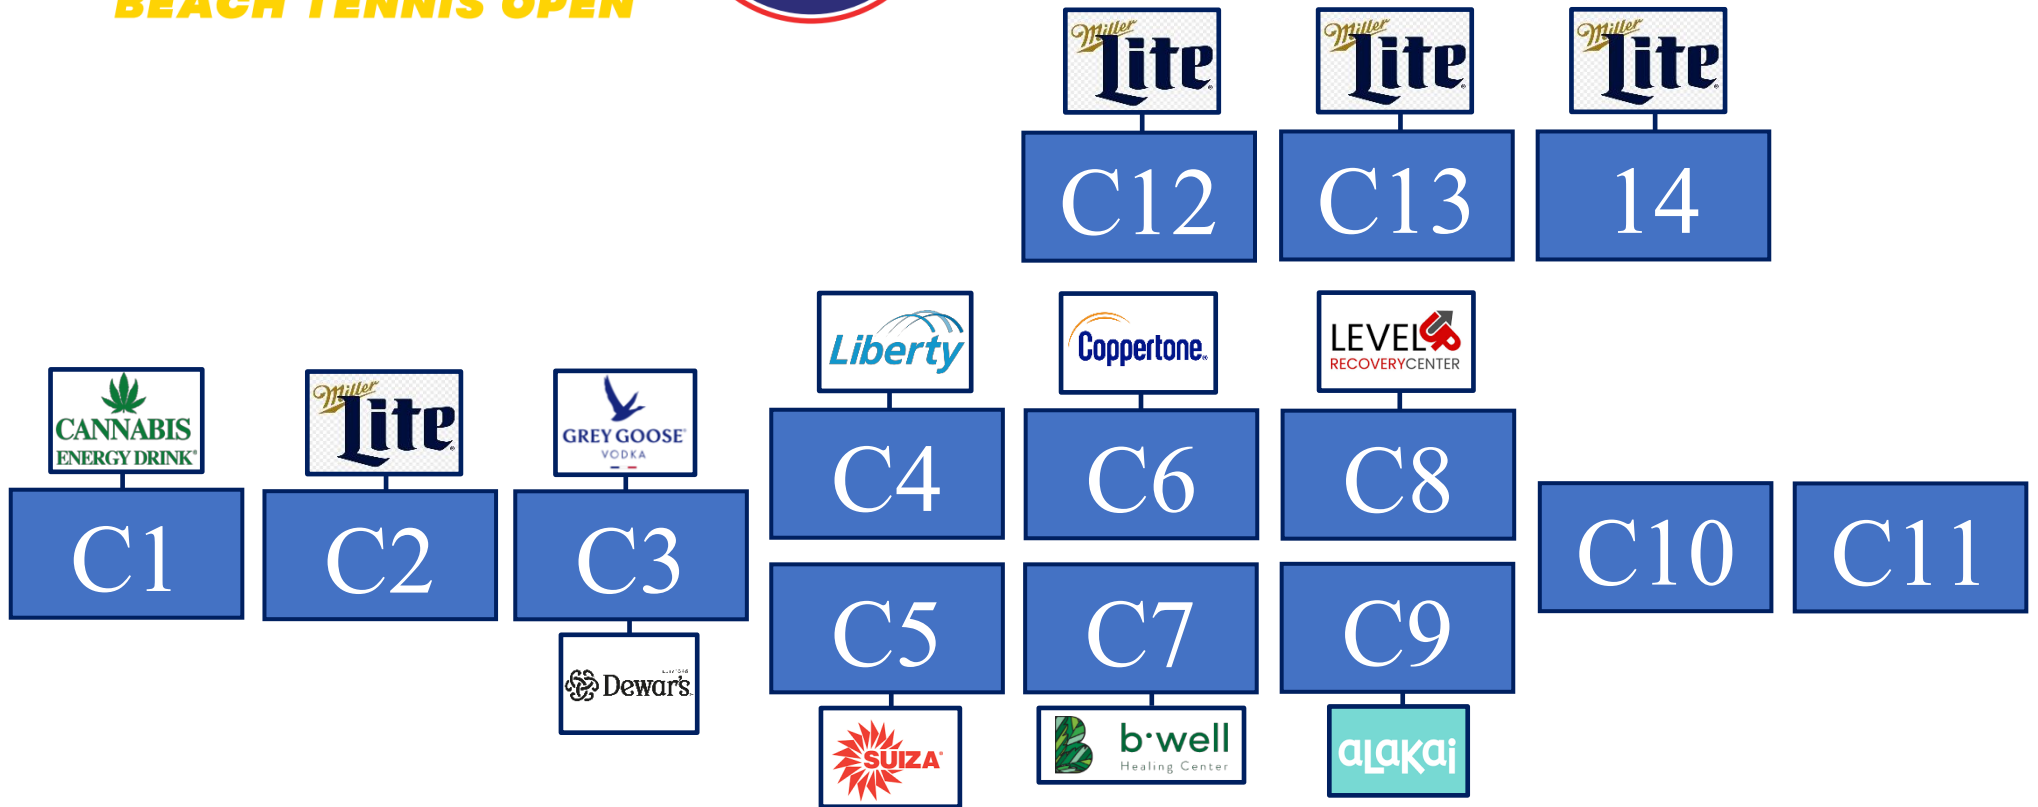 BEACH TENNIS OPEN
Miller
Lite
Miller
Lite
Miller
Lite
C12
C13
14
Liberty
Coppertone
LEVEL UP
RECOVERYCENTER
CANNABIS
ENERGY DRINK
Miller
Lite
GREY GOOSE
VODKA
C4
C6
C8
C1
C2
C3
C10
C11
C5
C7
C9
Dewar's
SUIZA
b·well
Healing Center
aLaKai